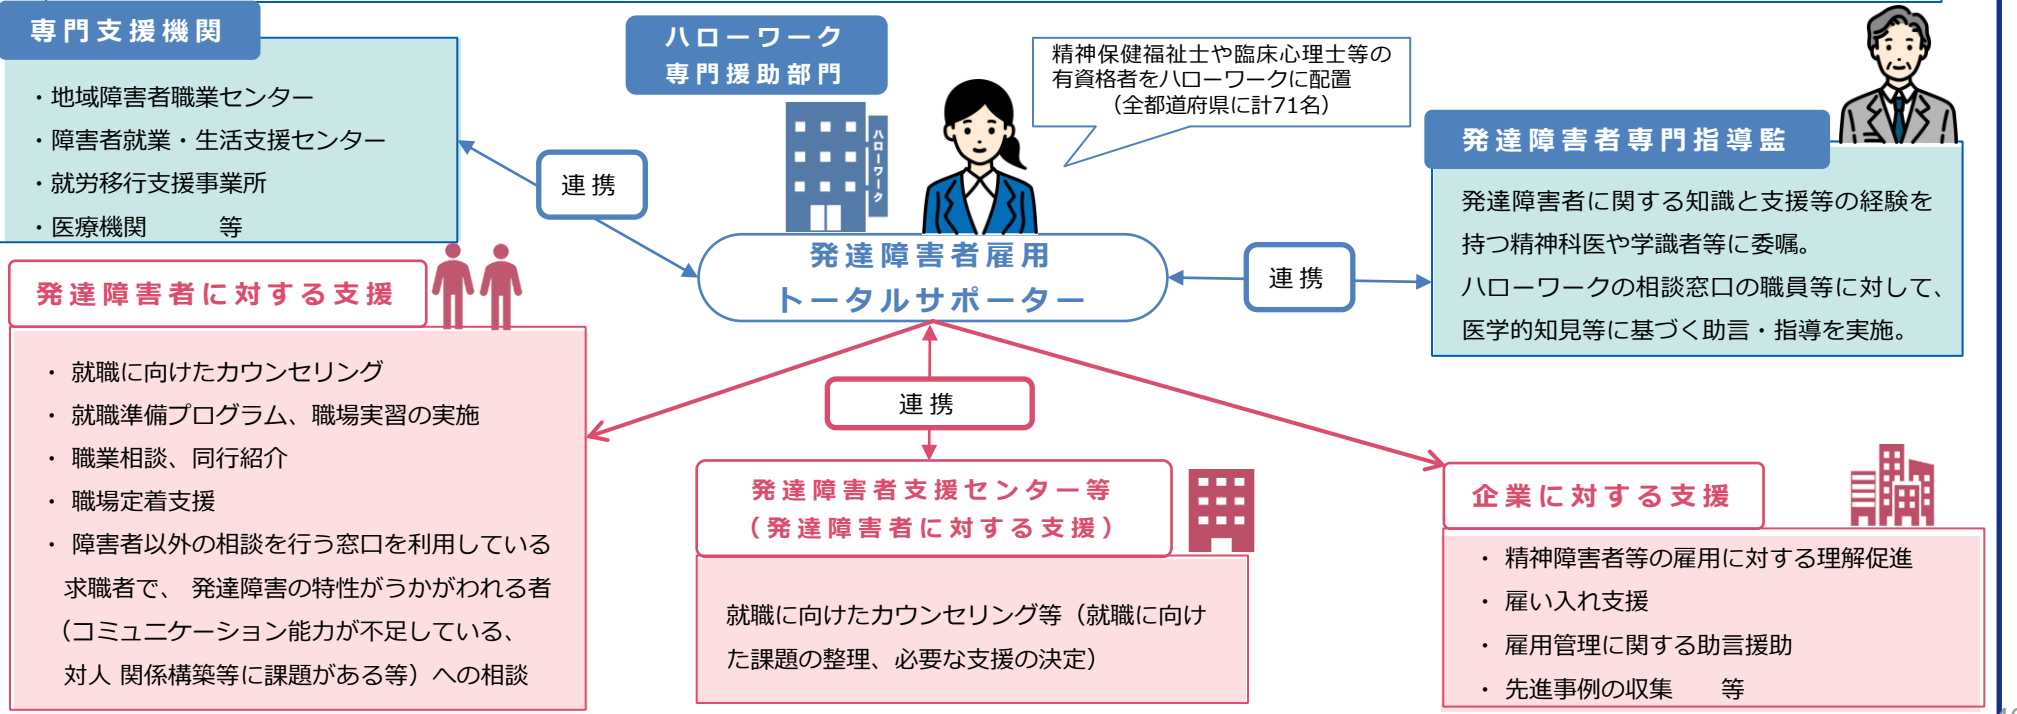 専門支援機関
・地域障害者職業センター
・障害者就業・生活支援センター
・就労移行支援事業所
・医療機関　　　等
ハローワーク
専門援助部門
ハローワーク
精神保健福祉士や臨床心理士等の
有資格者をハローワークに配置
（全都道府県に計71名）
発達障害者専門指導監
発達障害者に関する知識と支援等の経験を
持つ精神科医や学識者等に委嘱。
ハローワークの相談窓口の職員等に対して、
医学的知見等に基づく助言・指導を実施。
連携
発達障害者雇用
トータルサポーター
連携
発達障害者に対する支援
・ 就職に向けたカウンセリング
・ 就職準備プログラム、職場実習の実施
・ 職業相談、同行紹介
・ 職場定着支援
・ 障害者以外の相談を行う窓口を利用している
求職者で、 発達障害の特性がうかがわれる者
（コミュニケーション能力が不足している、
対人 関係構築等に課題がある等）への相談
連携
発達障害者支援センター等
（発達障害者に対する支援）
就職に向けたカウンセリング等（就職に向け
た課題の整理、必要な支援の決定）
企業に対する支援
・ 精神障害者等の雇用に対する理解促進
・ 雇い入れ支援
・ 雇用管理に関する助言援助
・ 先進事例の収集　　等